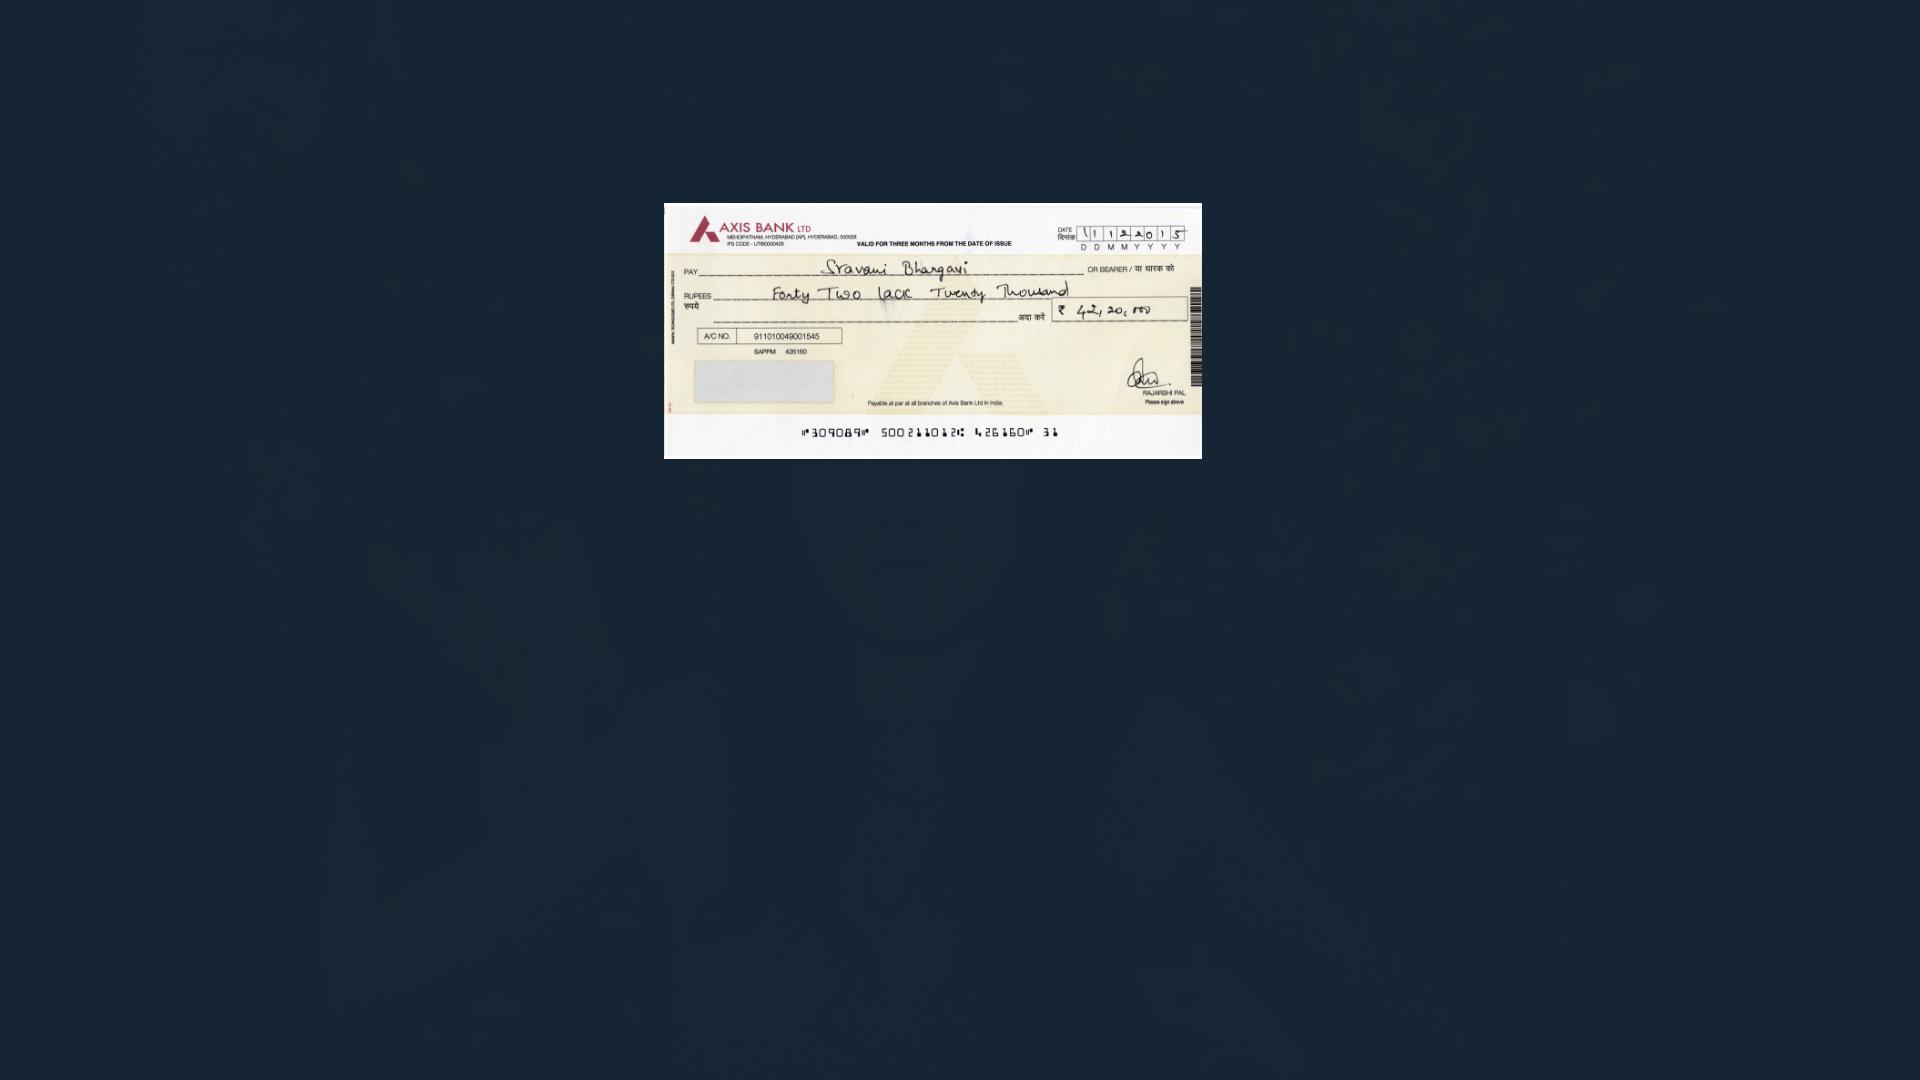 AXIS BANK LTD
MEHDIPATNAM, HYDERABAD [AP], HYDERABAD, 500028
IFS CODE - UTIB0000426
VALID FOR THREE MONTHS FROM THE DATE OF ISSUE
DATE 1 1 1 2 2 0 1 5
दिनांक D D M M Y Y Y Y
PAY Sravani Bhargavi OR BEARER / या धारक को
RUPEES Forty Two lack Twenty Thousand
रुपये
अदा करें ₹ 42,20,000
A/C NO. 911010049001545
SAPFM 426160
RAJARSHI PAL
Please sign above
Payable at par at all branches of Axis Bank Ltd in India.
⑈309089⑈ 500211012⑆ 426160⑈ 31